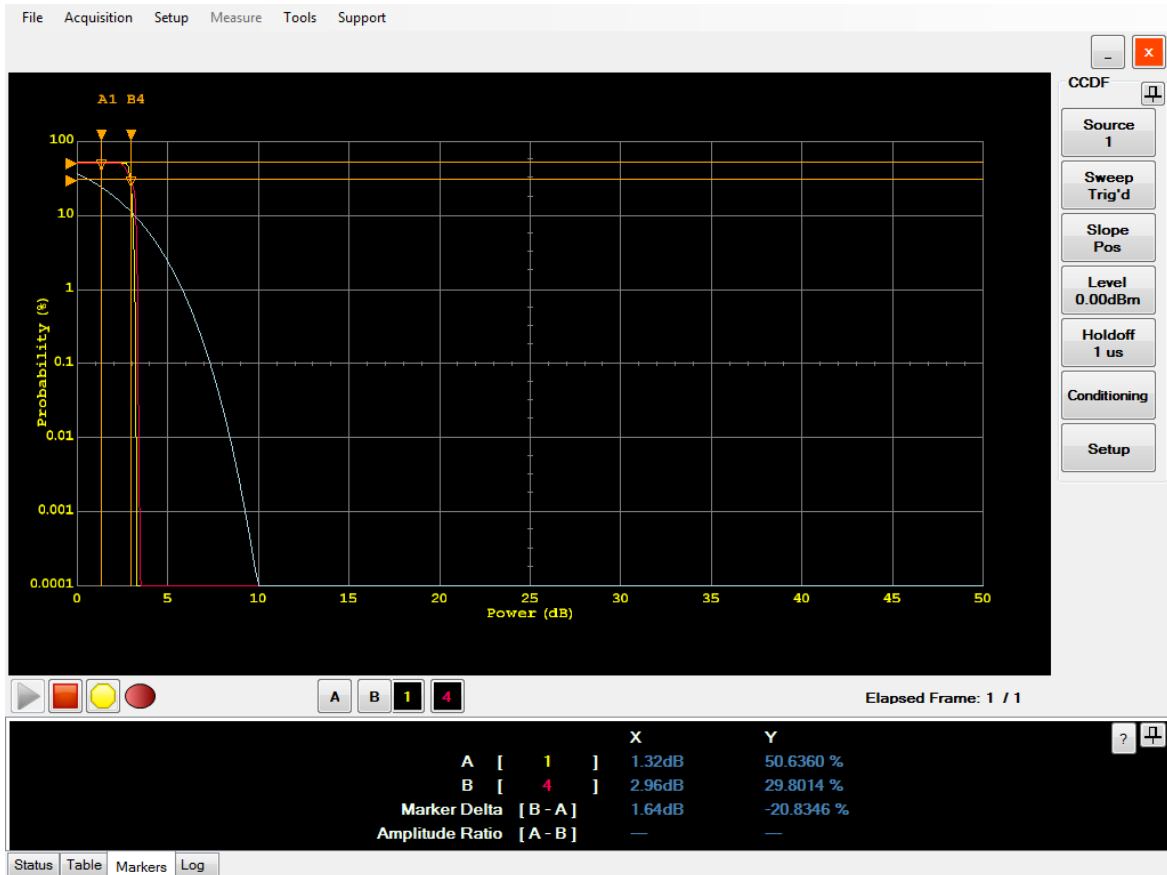 File Acquisition Setup Measure Tools Support
_ x
CCDF
A1 B4
Source
1
Sweep
Trig'd
Slope
Pos
Level
0.00dBm
Holdoff
1 us
Conditioning
Setup
100
10
1
0.1
0.01
0.001
0.0001
Probability (%)
0 5 10 15 20 25 30 35 40 45 50
Power (dB)
A B 1 4
Elapsed Frame: 1 / 1
X Y
?
A [ 1 ] 1.32dB 50.6360 %
B [ 4 ] 2.96dB 29.8014 %
Marker Delta [ B - A ] 1.64dB -20.8346 %
Amplitude Ratio [ A - B ] — —
Status Table Markers Log